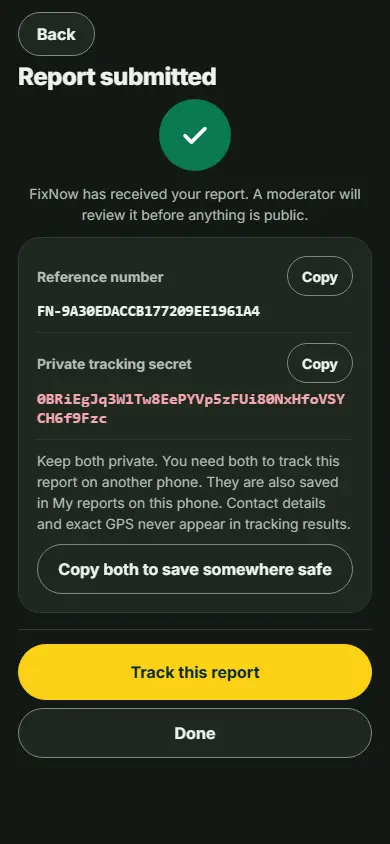 Back
Report submitted
FixNow has received your report. A moderator will
review it before anything is public.
Reference number
Copy
FN-9A30EDACCB177209EE1961A4
Private tracking secret
Copy
0BRiEgJq3W1Tw8EePYVp5zFUi80NxHfoVSY
CH6f9Fzc
Keep both private. You need both to track this
report on another phone. They are also saved
in My reports on this phone. Contact details
and exact GPS never appear in tracking results.
Copy both to save somewhere safe
Track this report
Done